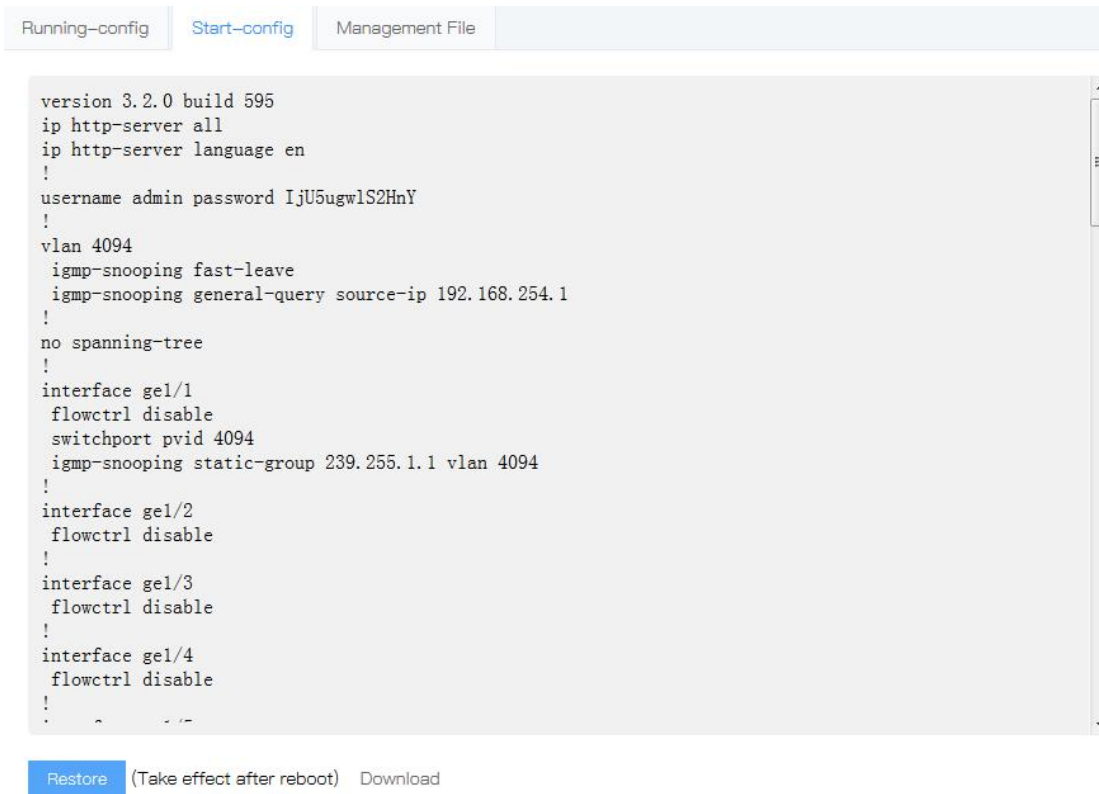 Running-config Start-config Management File
version 3.2.0 build 595
ip http-server all
ip http-server language en
!
username admin password IjU5ugwlS2HnY
!
vlan 4094
igmp-snooping fast-leave
igmp-snooping general-query source-ip 192.168.254.1
!
no spanning-tree
!
interface ge1/1
flowctrl disable
switchport pvid 4094
igmp-snooping static-group 239.255.1.1 vlan 4094
!
interface ge1/2
flowctrl disable
!
interface ge1/3
flowctrl disable
!
interface ge1/4
flowctrl disable
!
Restore (Take effect after reboot) Download